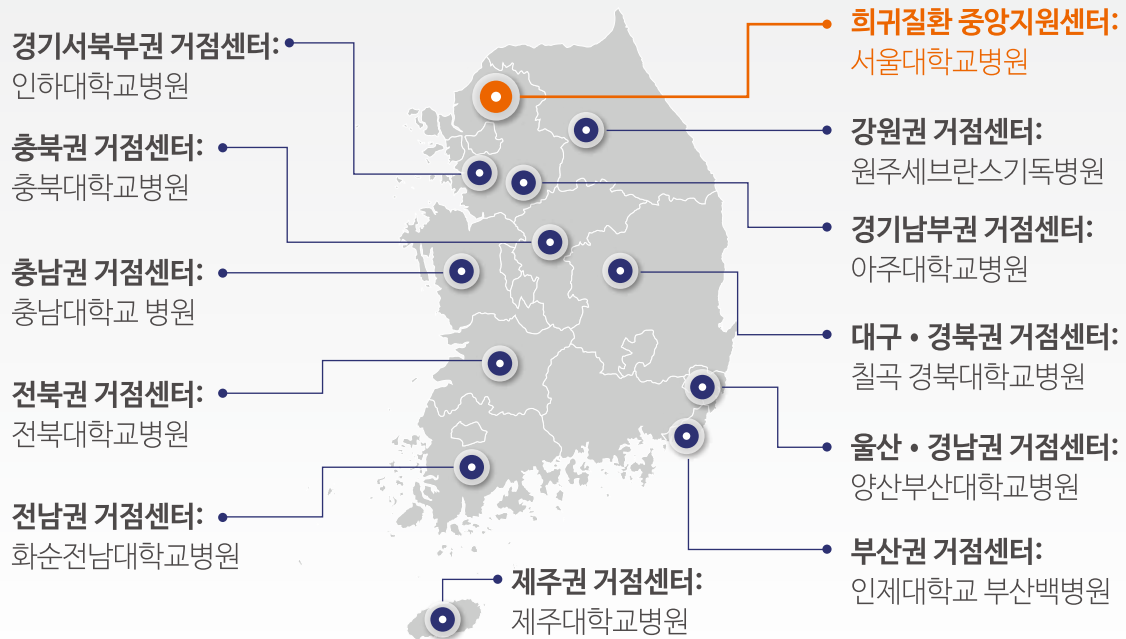 경기서북부권 거점센터:
인하대학교병원
충북권 거점센터:
충북대학교병원
충남권 거점센터:
충남대학교 병원
전북권 거점센터:
전북대학교병원
전남권 거점센터:
화순전남대학교병원
제주권 거점센터:
제주대학교병원
희귀질환 중앙지원센터:
서울대학교병원
강원권 거점센터:
원주세브란스기독병원
경기남부권 거점센터:
아주대학교병원
대구 • 경북권 거점센터:
칠곡 경북대학교병원
울산 • 경남권 거점센터:
양산부산대학교병원
부산권 거점센터:
인제대학교 부산백병원